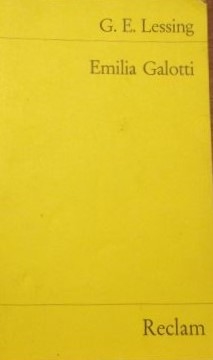 G. E. Lessing
Emilia Galotti
Reclam